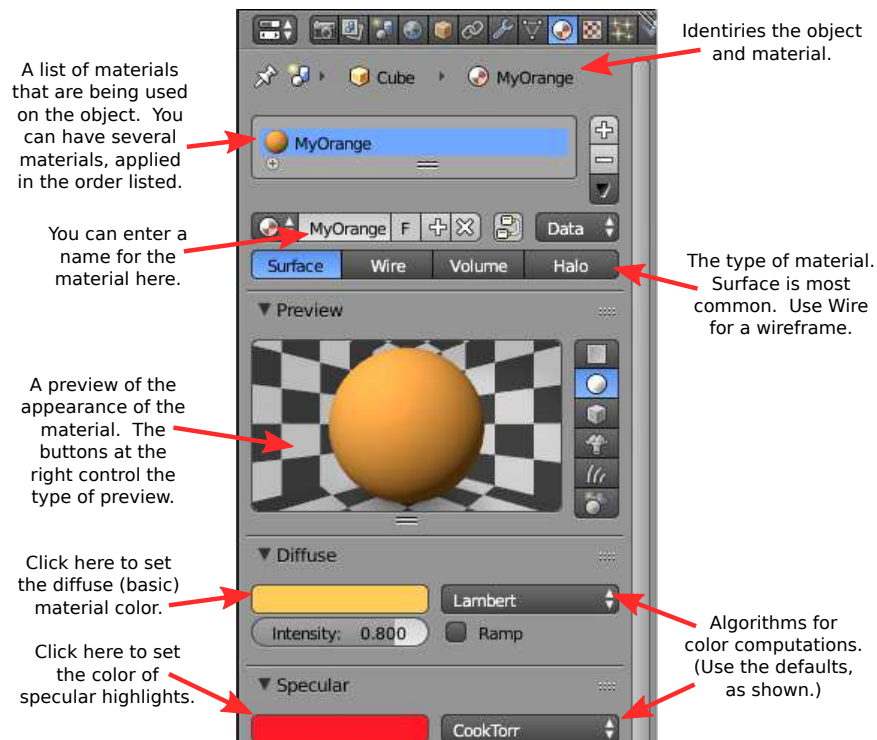 Identiries the object
and material.
A list of materials
that are being used
on the object. You
can have several
materials, applied
in the order listed.
Cube
MyOrange
MyOrange
You can enter a
name for the
material here.
MyOrange
F
Data
Surface
Wire
Volume
Halo
The type of material.
Surface is most
common. Use Wire
for a wireframe.
Preview
A preview of the
appearance of the
material. The
buttons at the
right control the
type of preview.
Diffuse
Click here to set
the diffuse (basic)
material color.
Lambert
Intensity: 0.800
Ramp
Algorithms for
color computations.
(Use the defaults,
as shown.)
Click here to set
the color of
specular highlights.
Specular
CookTorr